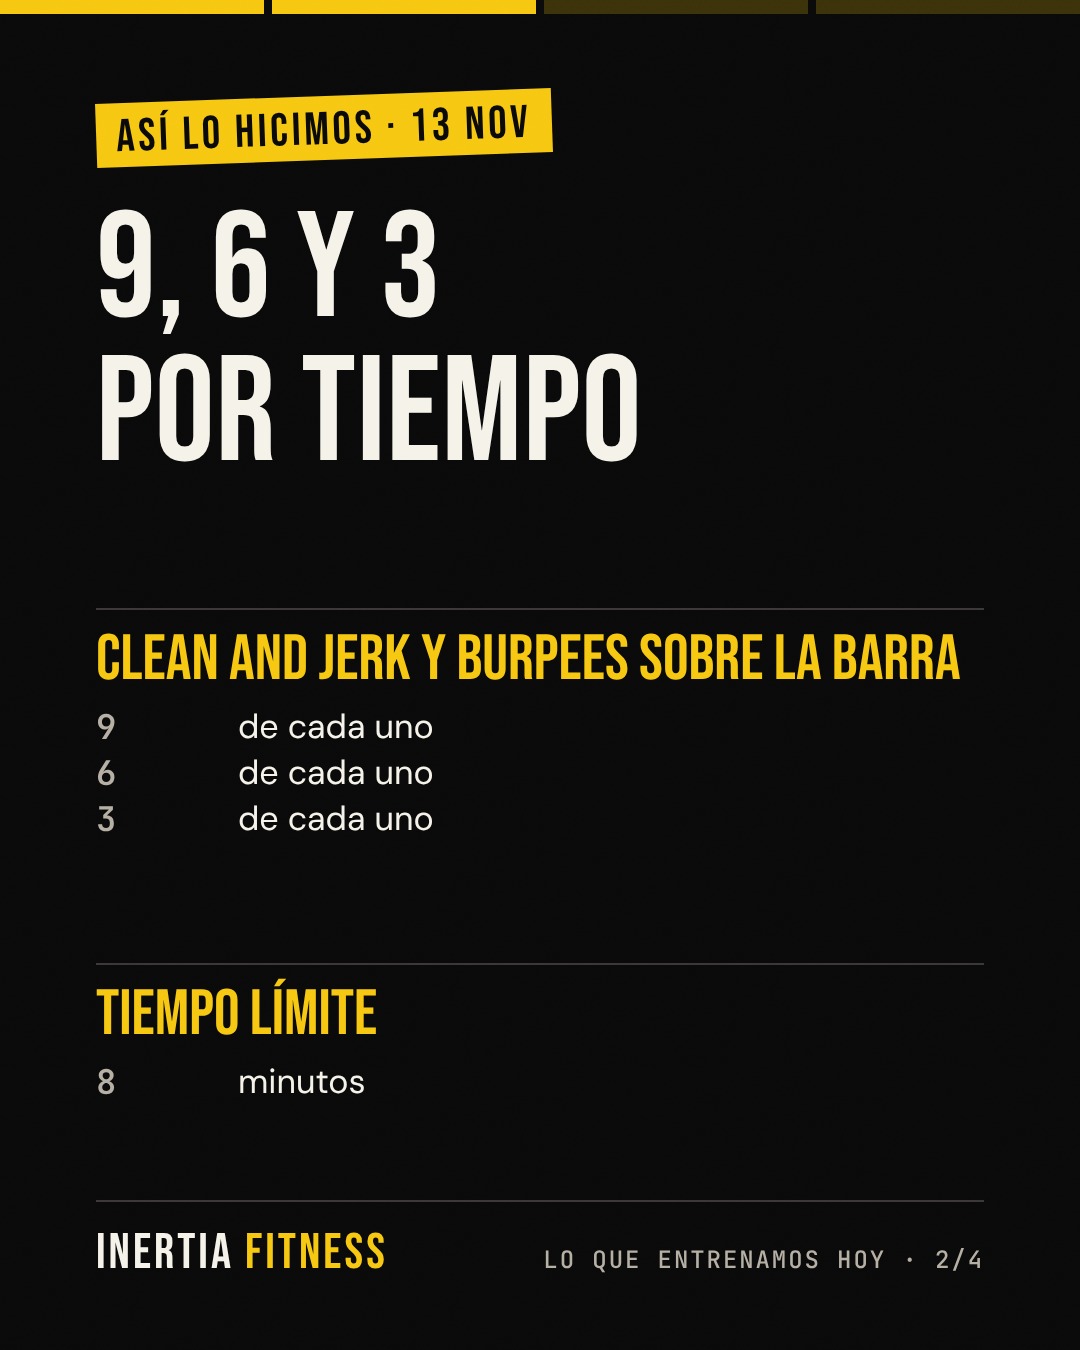 ASÍ LO HICIMOS · 13 NOV
9, 6 Y 3
POR TIEMPO
CLEAN AND JERK Y BURPEES SOBRE LA BARRA
9 de cada uno
6 de cada uno
3 de cada uno
TIEMPO LÍMITE
8 minutos
INERTIA FITNESS
LO QUE ENTRENAMOS HOY · 2/4